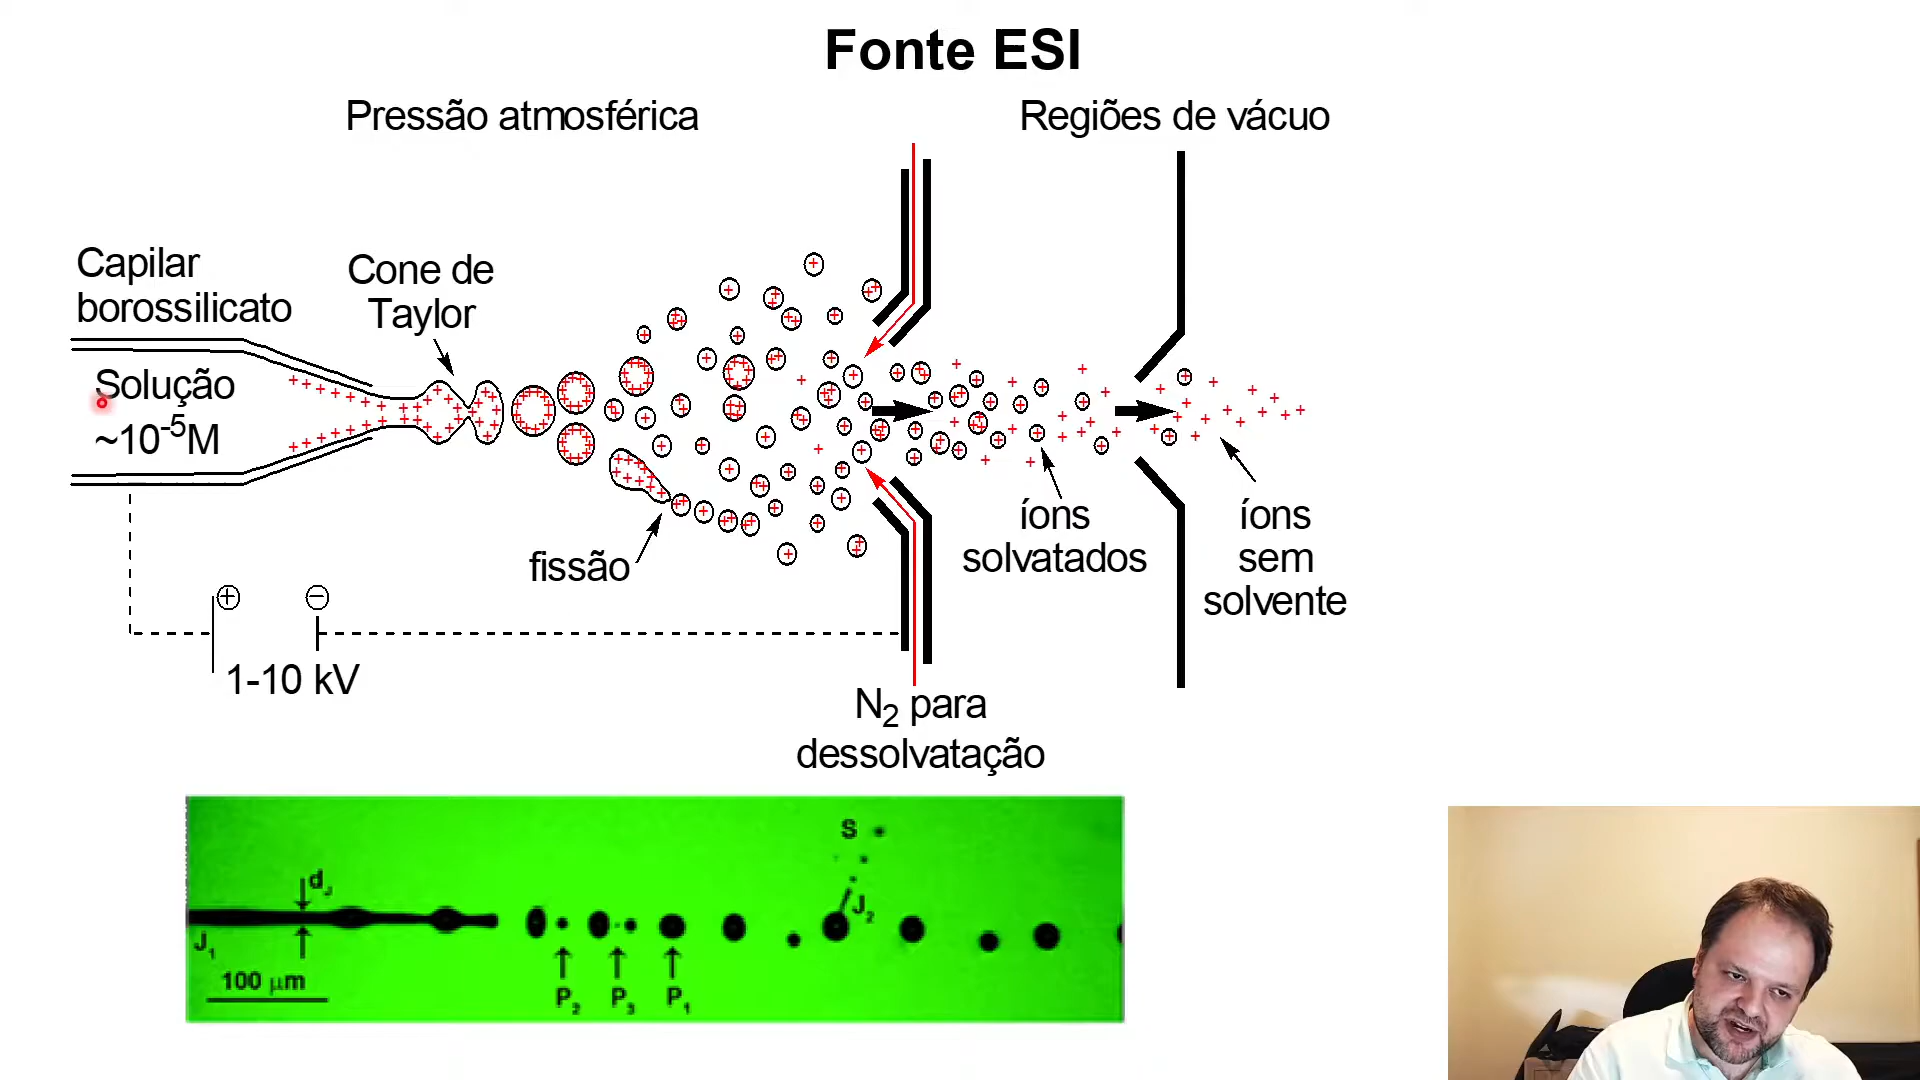 Fonte ESI
Pressão atmosférica
Regiões de vácuo
Capilar
borossilicato
Cone de
Taylor
Solução
~10⁻⁵M
fissão
íons
solvatados
íons
sem
solvente
1-10 kV
N₂ para
dessolvatação
S
dⱼ
J₂
J₁
100 µm
P₂
P₃
P₁